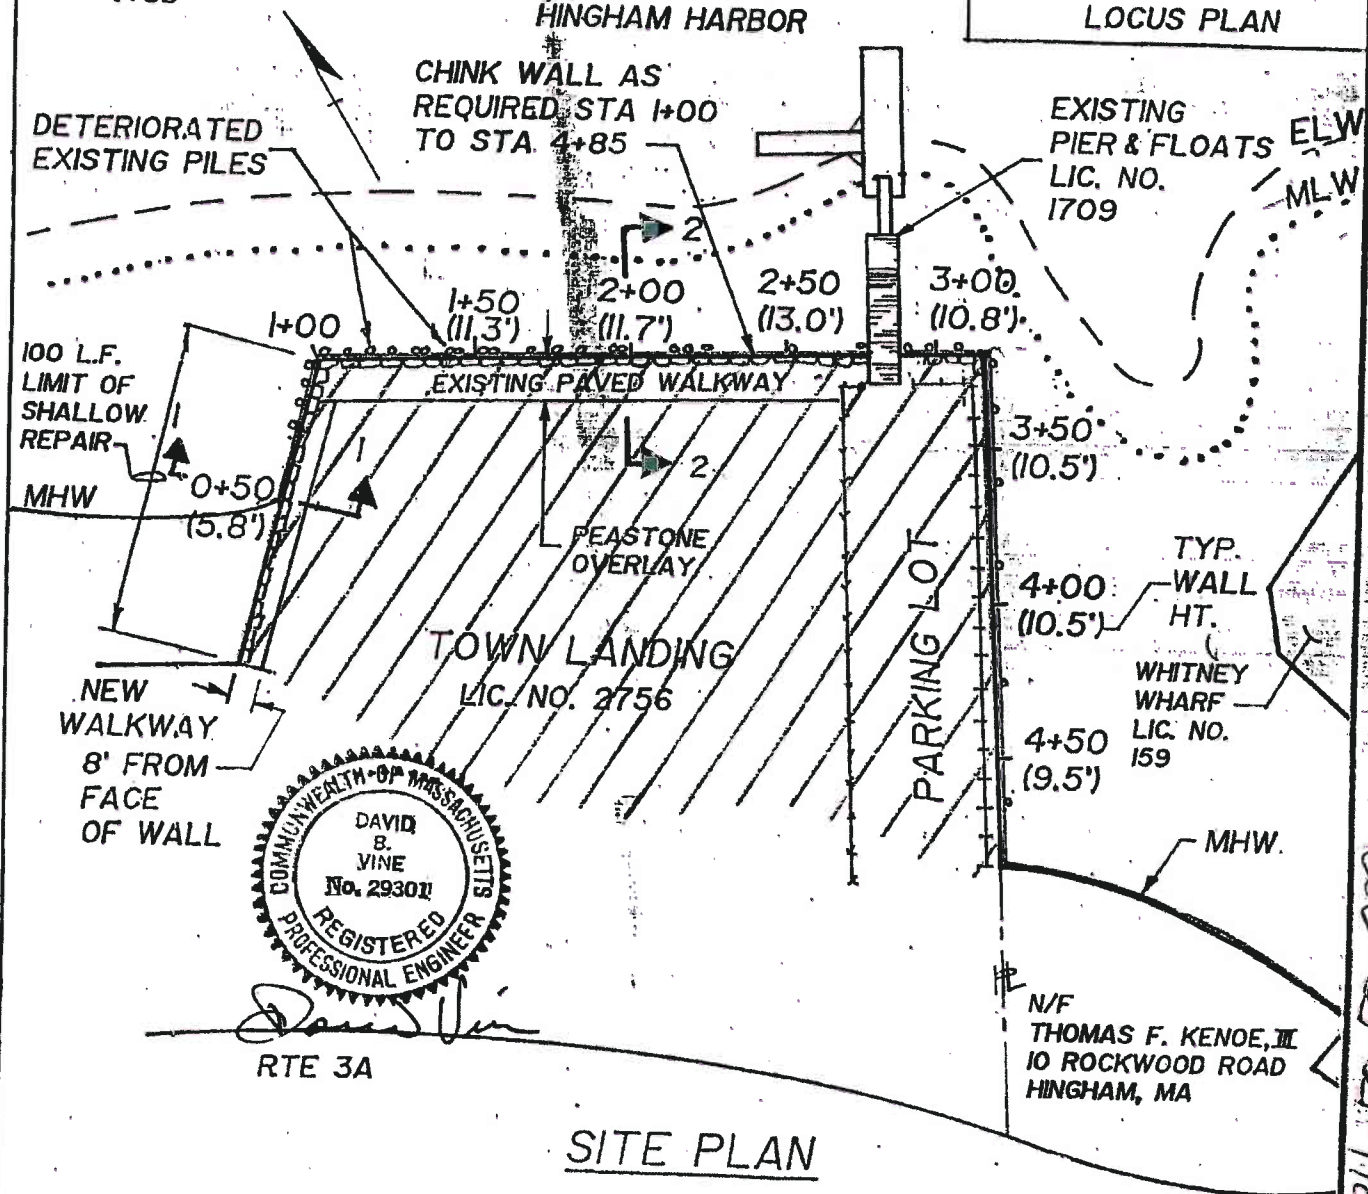 HINGHAM HARBOR
LOCUS PLAN
CHINK WALL AS
REQUIRED STA 1+00
TO STA 4+85
DETERIORATED
EXISTING PILES
EXISTING
PIER & FLOATS
LIC. NO.
1709
ELW
MLW
2
1+00
1+50
(11.3')
2+00
(11.7')
2+50
(13.0')
3+00
(10.8')
100 L.F.
LIMIT OF
SHALLOW
REPAIR
1
EXISTING PAVED WALKWAY
3+50
(10.5')
1
2
MHW
0+50
(5.8')
PEASTONE
OVERLAY
TYP.
WALL
HT.
4+00
(10.5')
TOWN LANDING
LIC. NO. 2756
PARKING LOT
WHITNEY
WHARF
LIC. NO.
159
4+50
(9.5')
NEW
WALKWAY
8' FROM
FACE
OF WALL
COMMONWEALTH OF MASSACHUSETTS
DAVID
B.
VINE
No. 29301
REGISTERED
PROFESSIONAL ENGINEER
MHW.
PL
N/F
THOMAS F. KENOE, III
10 ROCKWOOD ROAD
HINGHAM, MA
RTE 3A
SITE PLAN